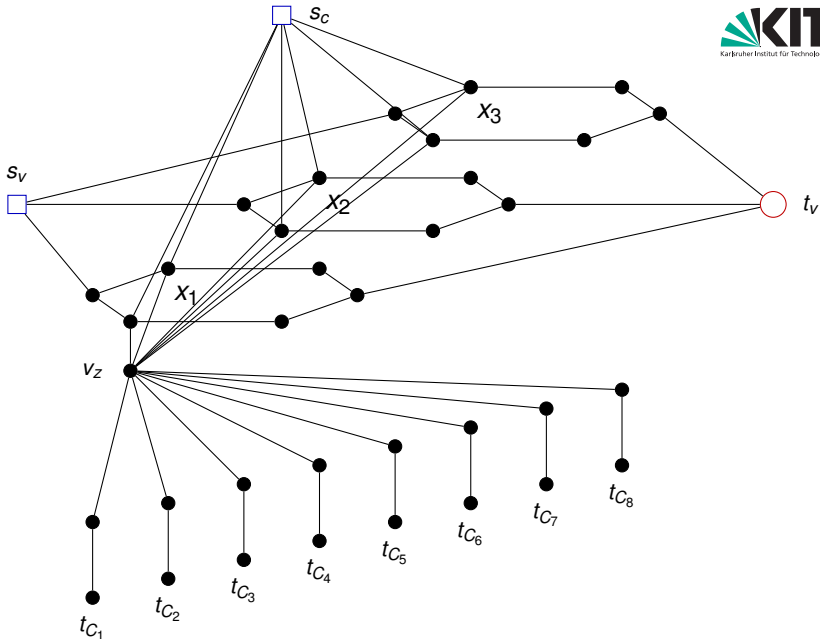 s_c
KIT
Karlsruher Institut für Technolo
x_3
s_v
x_2
t_v
x_1
v_z
t_{C_8}
t_{C_7}
t_{C_6}
t_{C_5}
t_{C_4}
t_{C_3}
t_{C_2}
t_{C_1}